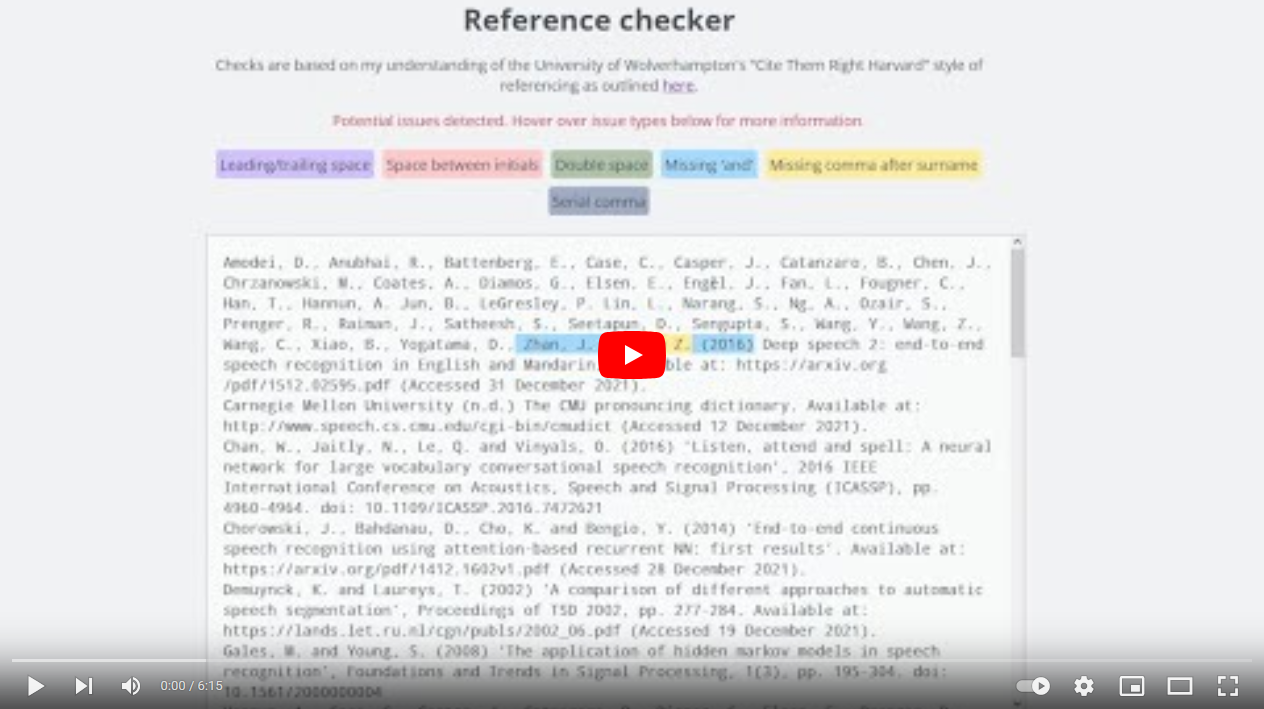 Reference checker
Checks are based on my understanding of the University of Wolverhampton's "Cite Them Right Harvard" style of
referencing as outlined here.
Potential issues detected. Hover over issue types below for more information.
Leading/trailing space Space between initials Double space Missing 'and' Missing comma after surname
Serial comma
Amodei, D., Anubhai, R., Battenberg, E., Case, C., Casper, J., Catanzaro, B., Chen, J.,
Chrzanowski, M., Coates, A., Diamos, G., Elsen, E., Engel, J., Fan, L., Fougner, C.,
Han, T., Hannun, A. Jun, B., LeGresley, P. Lin, L., Narang, S., Ng, A., Ozair, S.,
Prenger, R., Raiman, J., Satheesh, S., Seetapun, D., Sengupta, S., Wang, Y., Wang, Z.,
Wang, C., Xiao, B., Yogatama, D., Zhan, J. Z. (2016) Deep speech 2: end-to-end
speech recognition in English and Mandarin. ble at: https://arxiv.org
/pdf/1512.02595.pdf (Accessed 31 December 2021).
Carnegie Mellon University (n.d.) The CMU pronouncing dictionary. Available at:
http://www.speech.cs.cmu.edu/cgi-bin/cmudict (Accessed 12 December 2021).
Chan, W., Jaitly, N., Le, Q. and Vinyals, O. (2016) 'Listen, attend and spell: A neural
network for large vocabulary conversational speech recognition', 2016 IEEE
International Conference on Acoustics, Speech and Signal Processing (ICASSP), pp.
4960-4964. doi: 10.1109/ICASSP.2016.7472621
Chorowski, J., Bahdanau, D., Cho, K. and Bengio, Y. (2014) 'End-to-end continuous
speech recognition using attention-based recurrent NN: first results'. Available at:
https://arxiv.org/pdf/1412.1602v1.pdf (Accessed 28 December 2021).
Demuynck, K. and Laureys, T. (2002) 'A comparison of different approaches to automatic
speech segmentation', Proceedings of TSD 2002, pp. 277-284. Available at:
https://lands.let.ru.nl/cgn/publs/2002_06.pdf (Accessed 19 December 2021).
Gales, M. and Young, S. (2008) 'The application of hidden markov models in speech
recognition', Foundations and Trends in Signal Processing, 1(3), pp. 195-304. doi:
10.1561/2000000004
0:00 / 6:15